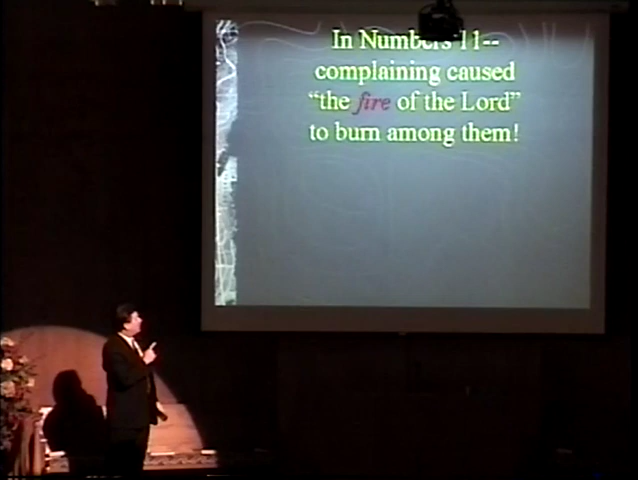 In Numbers 11--
complaining caused
“the fire of the Lord”
to burn among them!